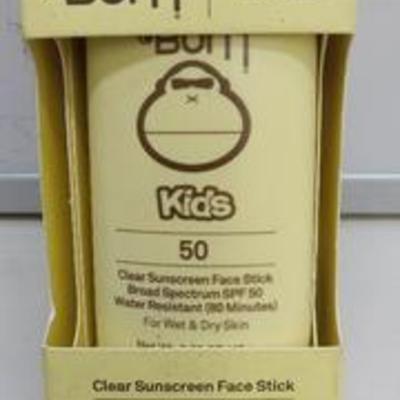 Bum
Kids
50
Clear Sunscreen Face Stick
Broad Spectrum SPF 50
Water Resistant (80 Minutes)
For Wet & Dry Skin
Clear Sunscreen Face Stick